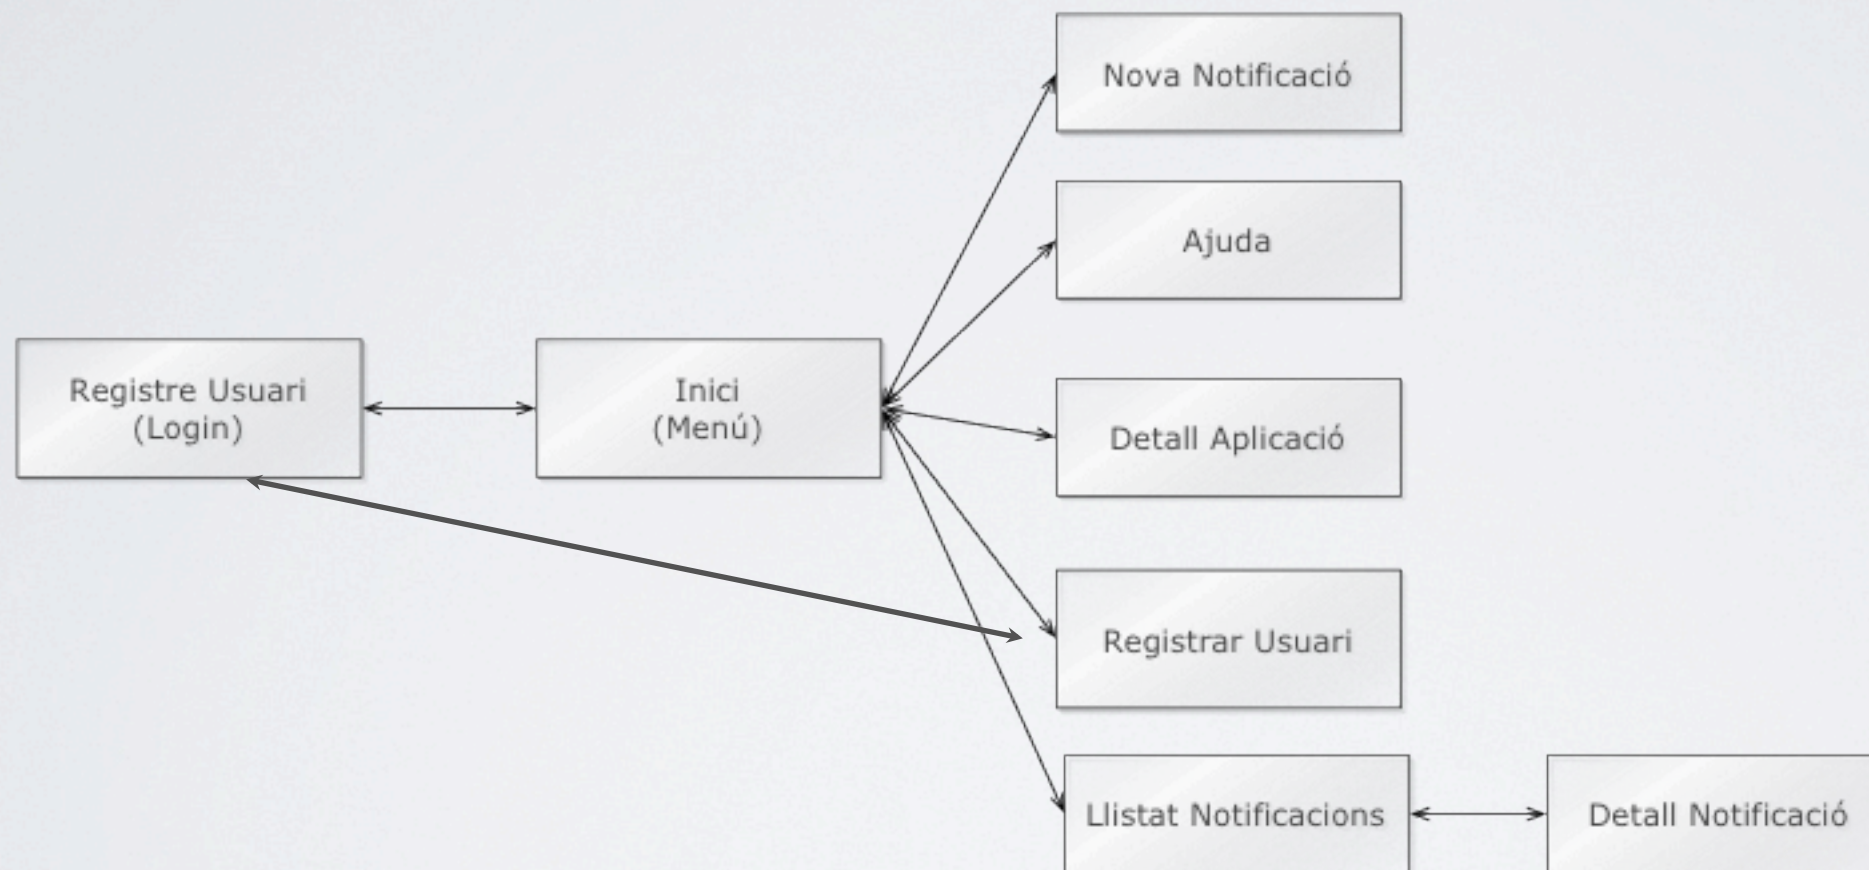 Nova Notificació
Ajuda
Registre Usuari
(Login)
Inici
(Menú)
Detall Aplicació
Registrar Usuari
Llistat Notificacions
Detall Notificació